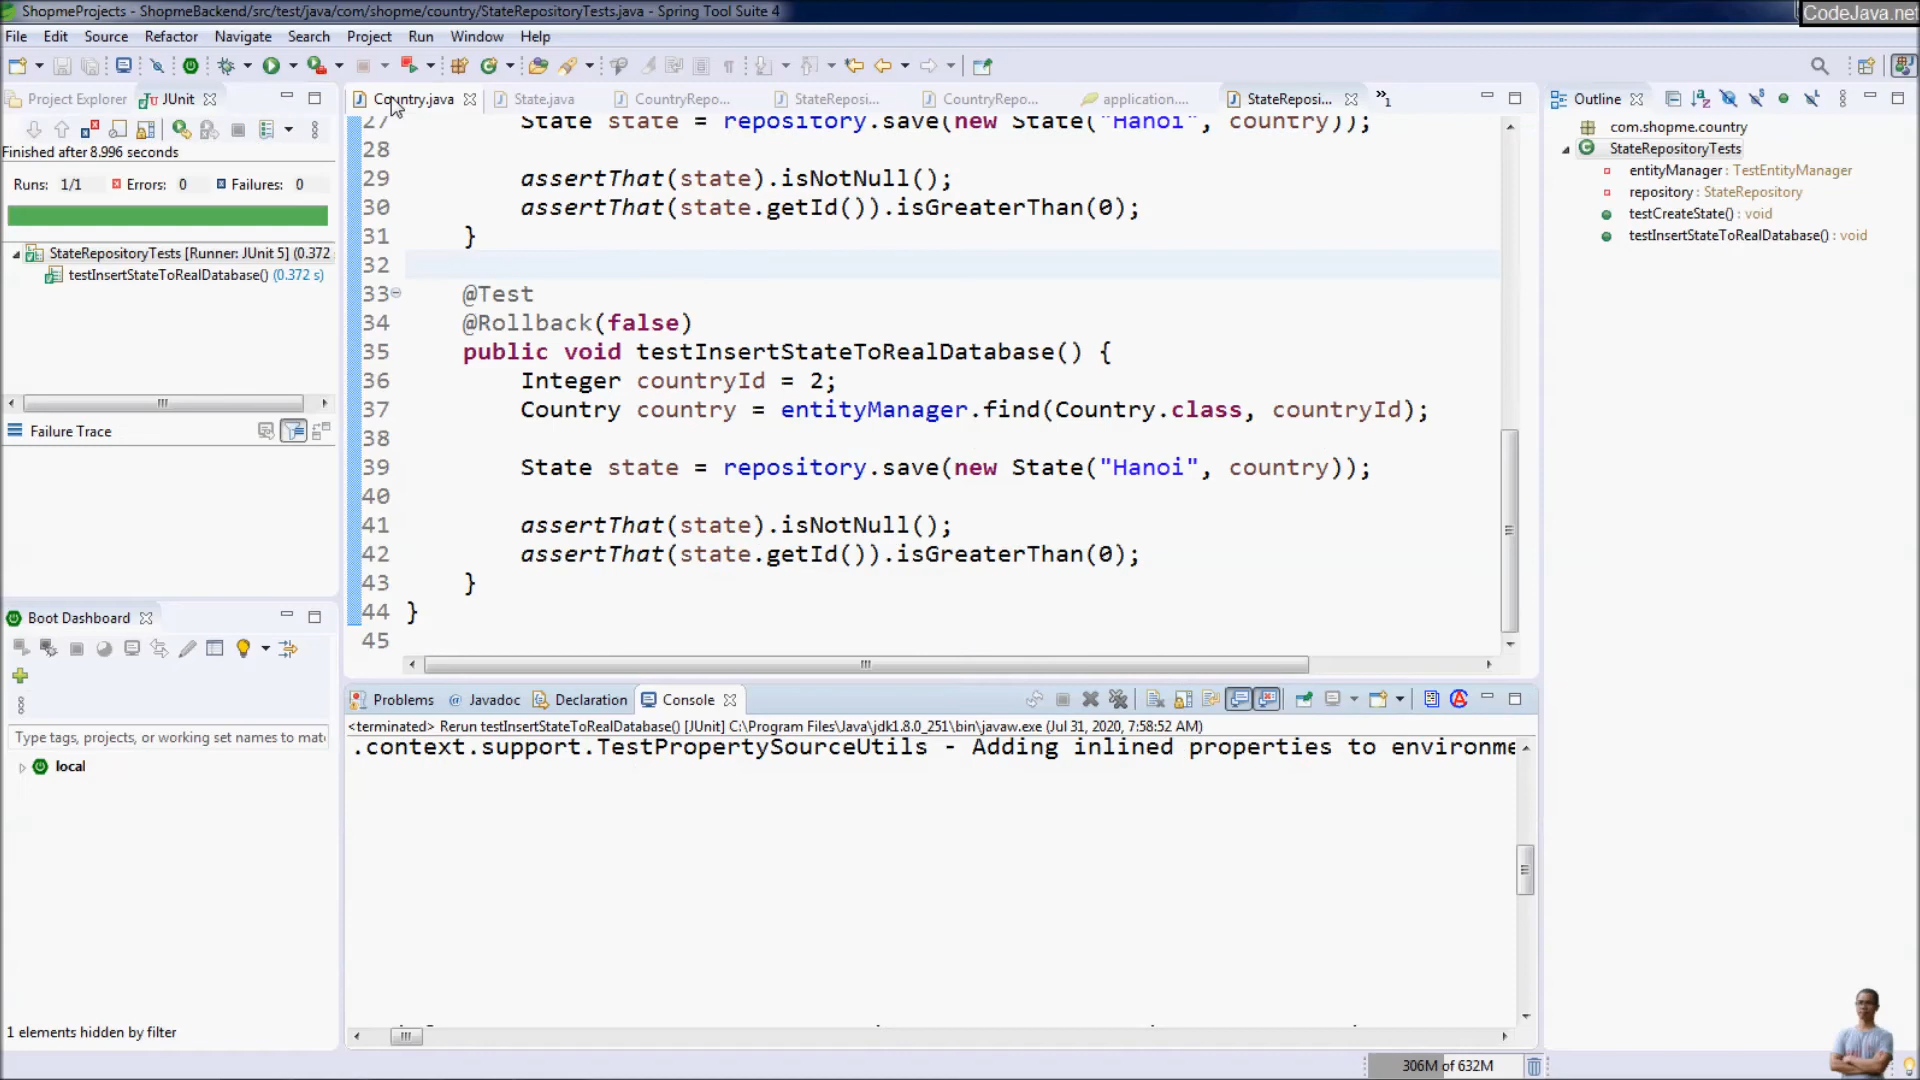 ShopmeProjects - ShopmeBackend/src/test/java/com/shopme/country/StateRepositoryTests.java - Spring Tool Suite 4
CodeJava.net
File Edit Source Refactor Navigate Search Project Run Window Help
Project Explorer JUnit
Country.java State.java CountryRepo... StateReposi... CountryRepo... application.... StateReposi... »1
Outline
Finished after 8.996 seconds
Runs: 1/1 Errors: 0 Failures: 0
StateRepositoryTests [Runner: JUnit 5] (0.372
testInsertStateToRealDatabase() (0.372 s)
Failure Trace
27 State state = repository.save(new State("Hanoi", country));
28
29 assertThat(state).isNotNull();
30 assertThat(state.getId()).isGreaterThan(0);
31 }
32
33 @Test
34 @Rollback(false)
35 public void testInsertStateToRealDatabase() {
36 Integer countryId = 2;
37 Country country = entityManager.find(Country.class, countryId);
38
39 State state = repository.save(new State("Hanoi", country));
40
41 assertThat(state).isNotNull();
42 assertThat(state.getId()).isGreaterThan(0);
43 }
44 }
45
com.shopme.country
StateRepositoryTests
entityManager : TestEntityManager
repository : StateRepository
testCreateState() : void
testInsertStateToRealDatabase() : void
Boot Dashboard
Type tags, projects, or working set names to mat
local
1 elements hidden by filter
Problems @ Javadoc Declaration Console
<terminated> Rerun testInsertStateToRealDatabase() [JUnit] C:\Program Files\Java\jdk1.8.0_251\bin\javaw.exe (Jul 31, 2020, 7:58:52 AM)
.context.support.TestPropertySourceUtils - Adding inlined properties to environme
306M of 632M